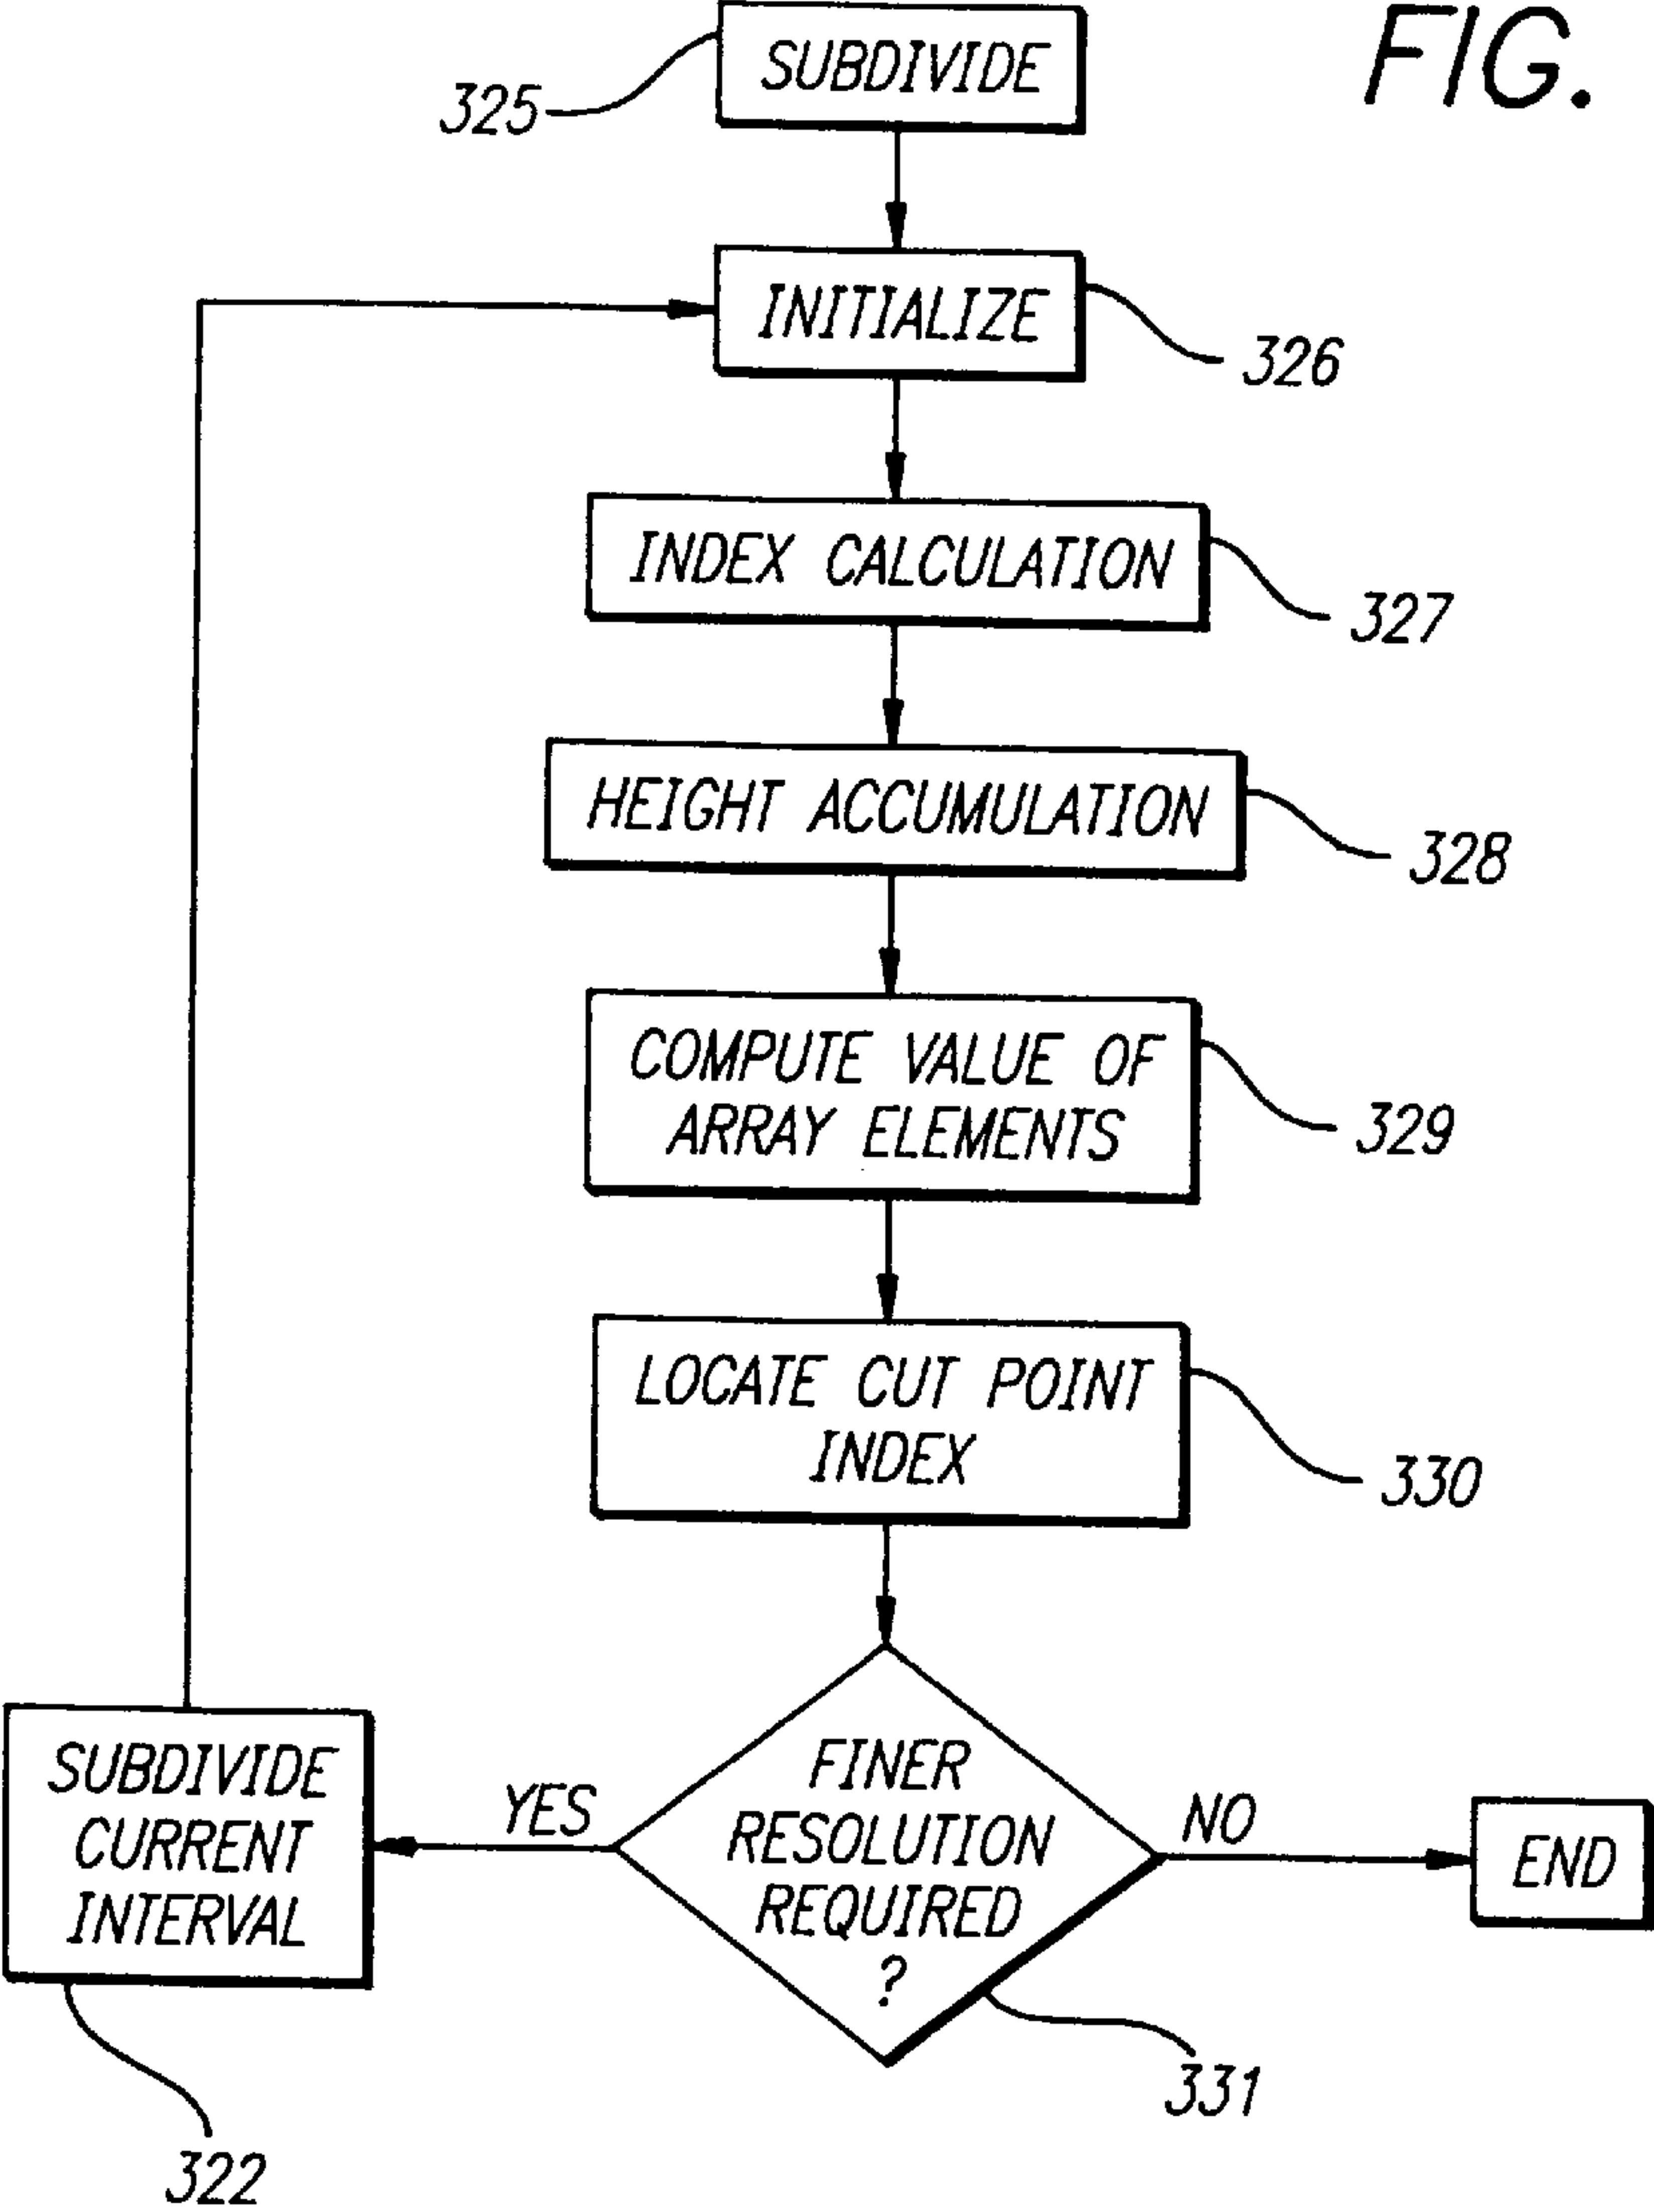 FIG.
SUBDIVIDE
325
INITIALIZE
326
INDEX CALCULATION
327
HEIGHT ACCUMULATION
328
COMPUTE VALUE OF
ARRAY ELEMENTS
329
LOCATE CUT POINT
INDEX
330
FINER
RESOLUTION
REQUIRED
?
331
YES
NO
SUBDIVIDE
CURRENT
INTERVAL
322
END